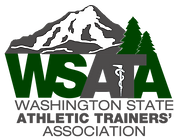 WSATA
WASHINGTON STATE
ATHLETIC TRAINERS'
ASSOCIATION